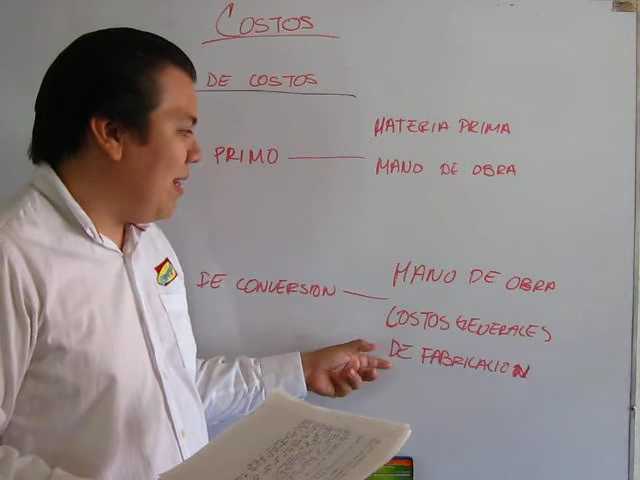 COSTOS
DE COSTOS
MATERIA PRIMA
PRIMO
MANO DE OBRA
MANO DE OBRA
DE CONVERSION
COSTOS GENERALES
DE FABRICACION